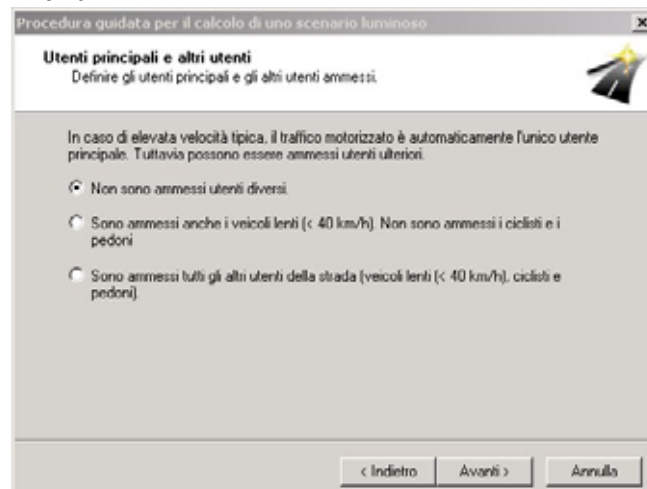 Procedura guidata per il calcolo di uno scenario luminoso
Utenti principali e altri utenti
Definire gli utenti principali e gli altri utenti ammessi.
In caso di elevata velocità tipica, il traffico motorizzato è automaticamente l'unico utente
principale. Tuttavia possono essere ammessi utenti ulteriori.
Non sono ammessi utenti diversi.
Sono ammessi anche i veicoli lenti (< 40 km/h). Non sono ammessi i ciclisti e i
pedoni
Sono ammessi tutti gli altri utenti della strada (veicoli lenti (< 40 km/h), ciclisti e
pedoni).
< Indietro
Avanti >
Annulla